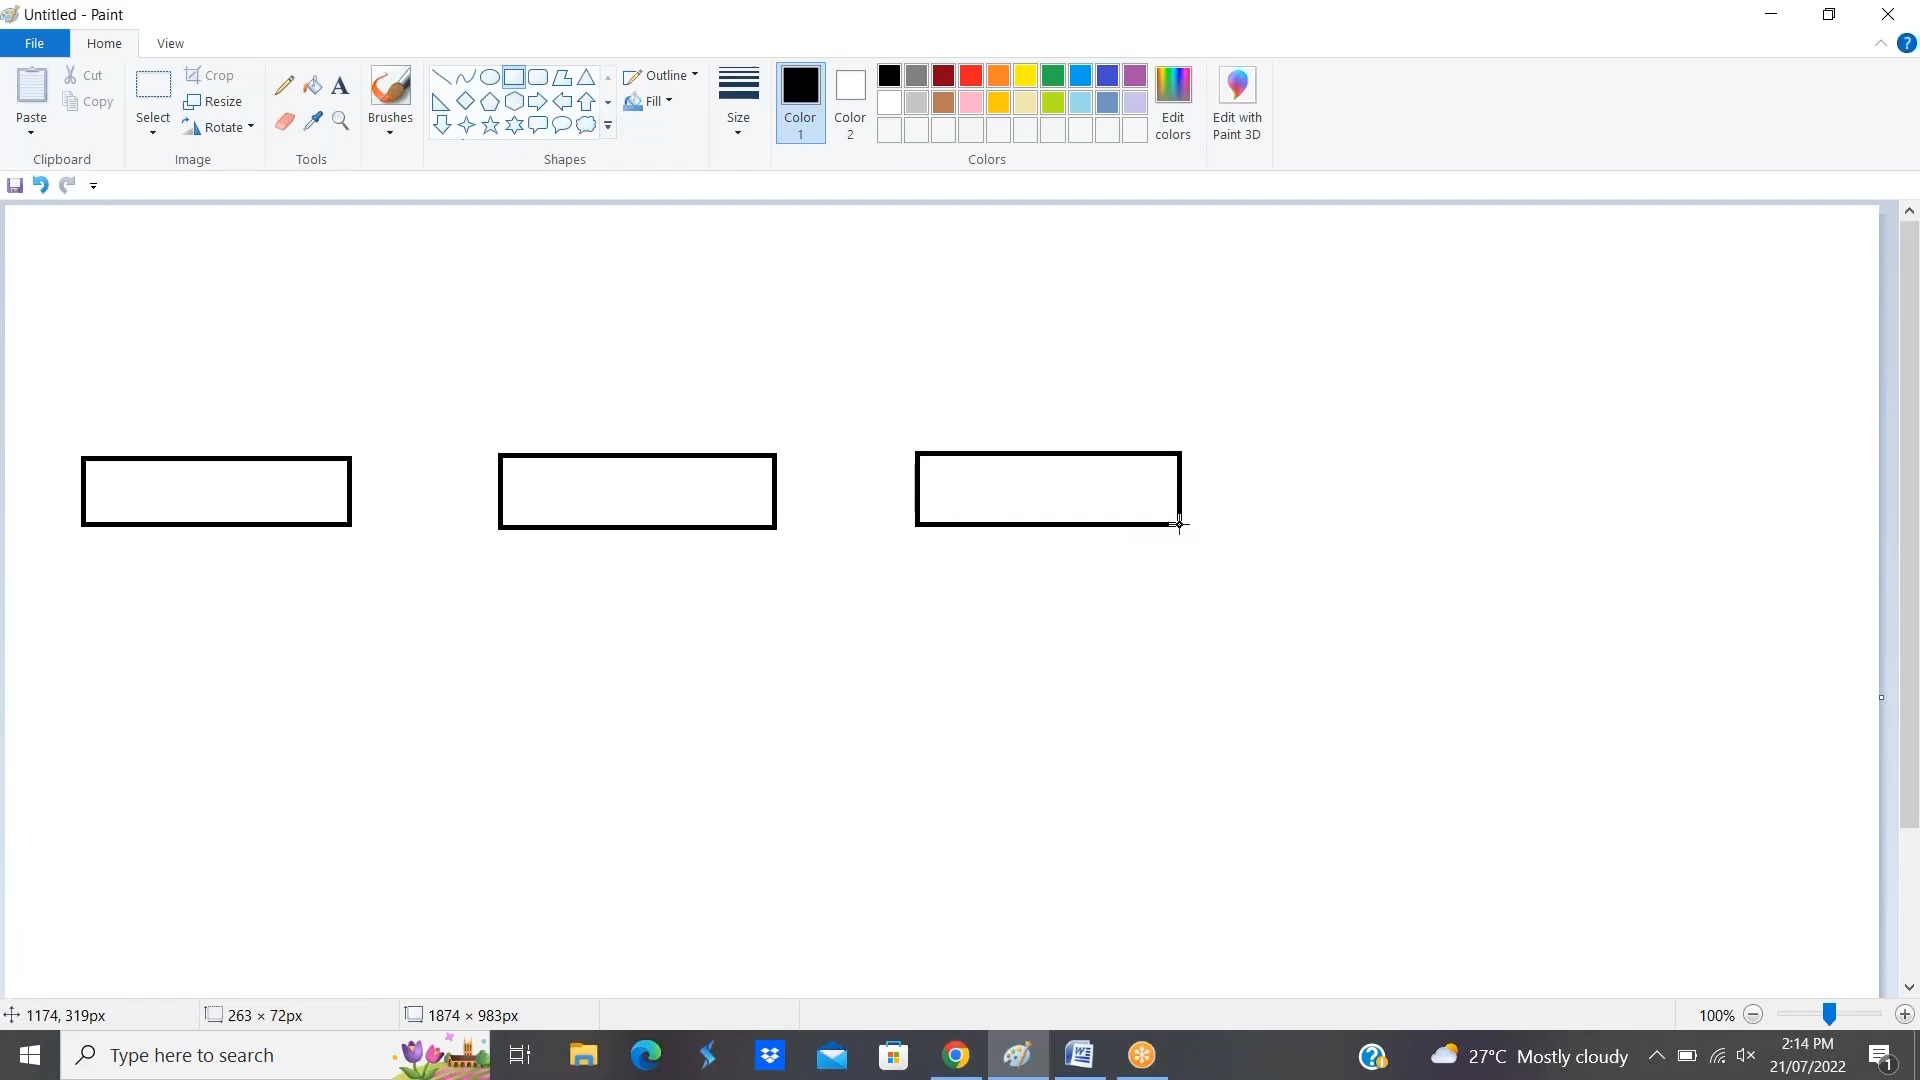 Untitled - Paint
File Home View
Paste
Cut
Copy
Clipboard
Select
Crop
Resize
Rotate
Image
Tools
Brushes
Outline
Fill
Shapes
Size
Color 1
Color 2
Edit colors
Colors
Edit with Paint 3D
1174, 319px
263 × 72px
1874 × 983px
100%
Type here to search
27°C Mostly cloudy
2:14 PM
21/07/2022
1